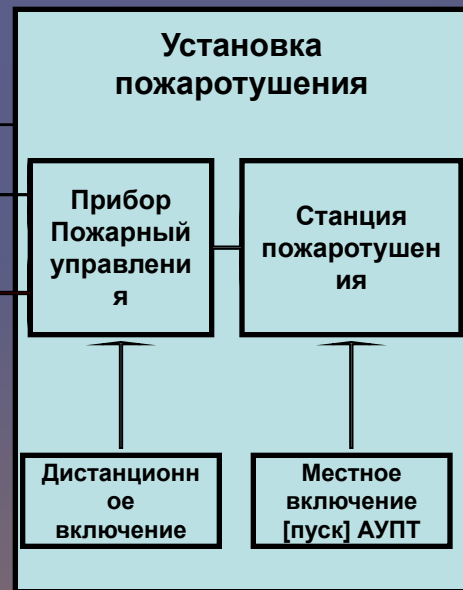 Установка
пожаротушения
Прибор
Пожарный
управлени
я
Станция
пожаротушен
ия
Дистанционн
ое
включение
Местное
включение
[пуск] АУПТ